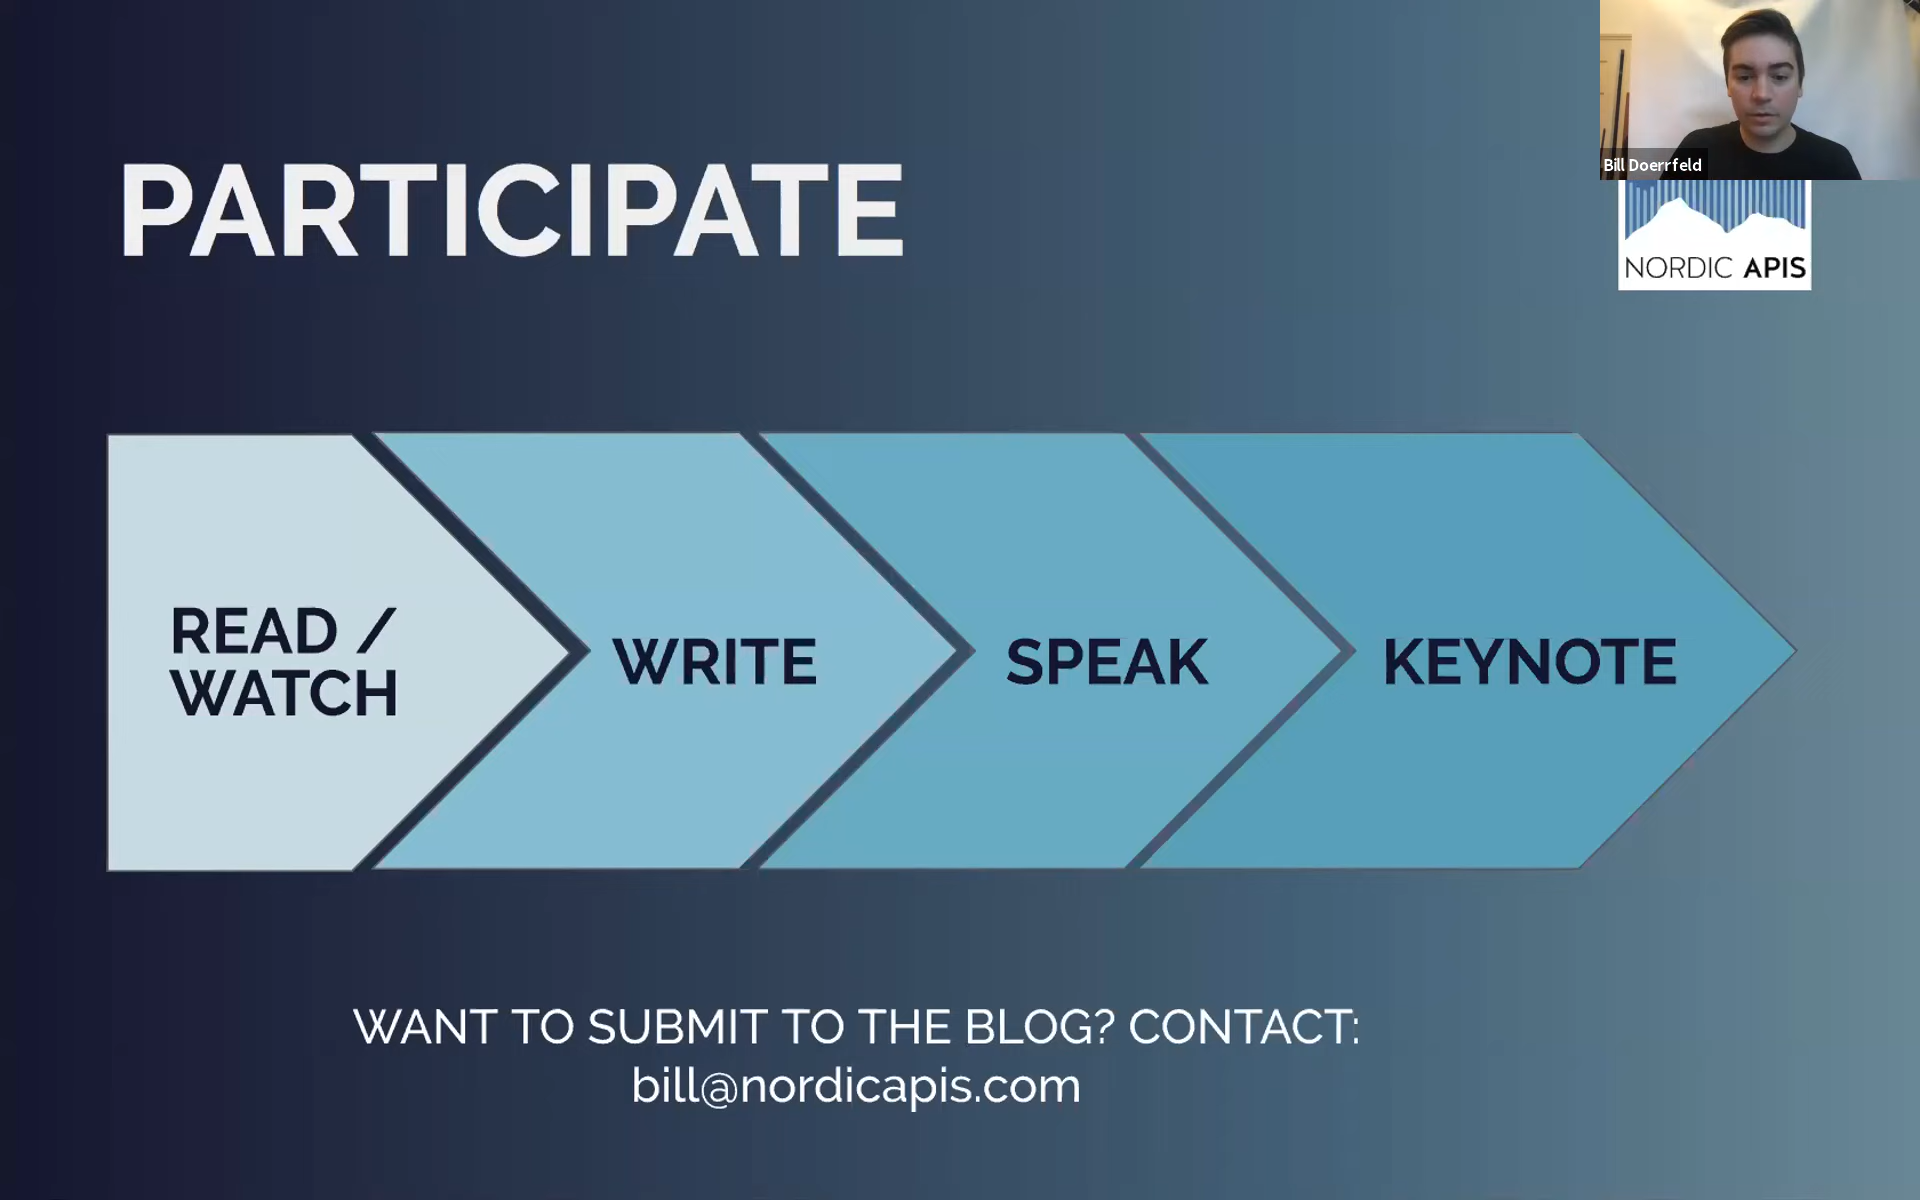 Bill Doerrfeld
PARTICIPATE
NORDIC APIS
READ /
WATCH
WRITE
SPEAK
KEYNOTE
WANT TO SUBMIT TO THE BLOG? CONTACT:
bill@nordicapis.com